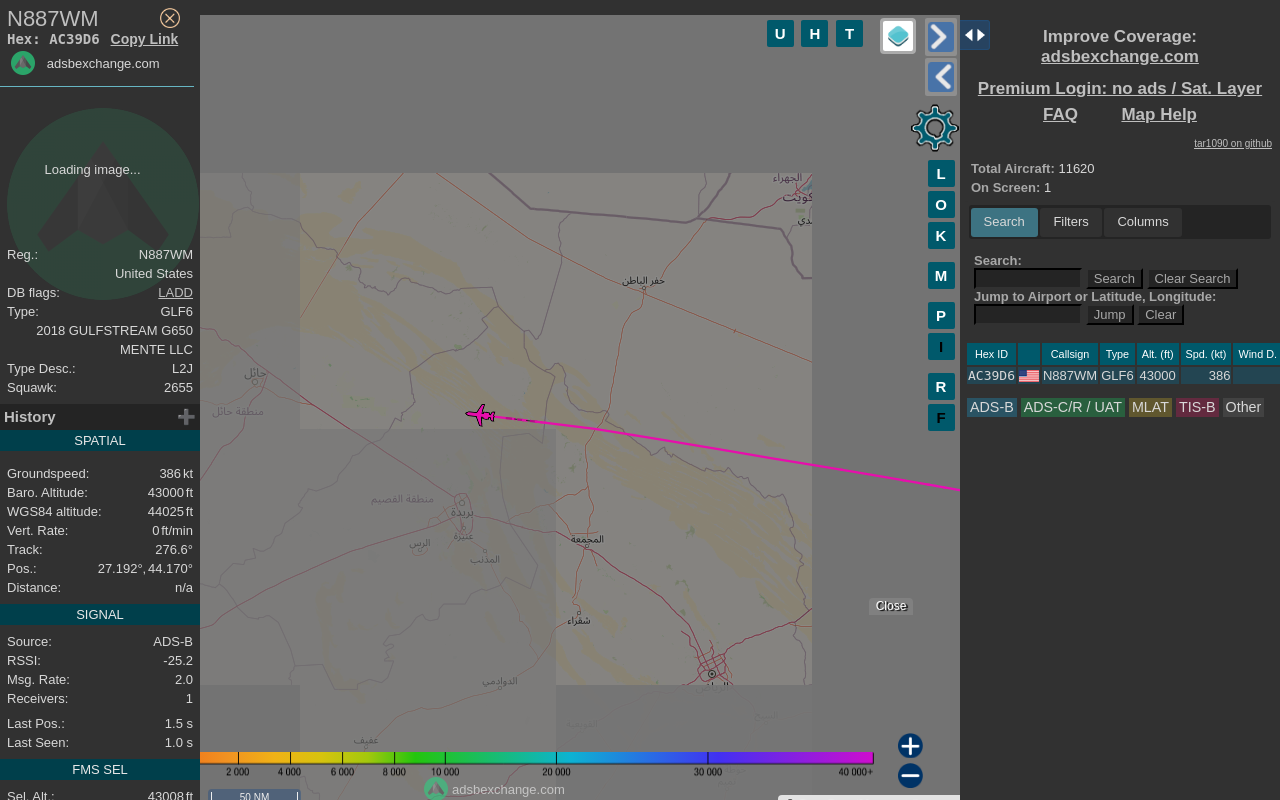 N887WM
Hex: AC39D6 Copy Link
adsbexchange.com
Loading image...
Reg.: N887WM
United States
DB flags: LADD
Type: GLF6
2018 GULFSTREAM G650
MENTE LLC
Type Desc.: L2J
Squawk: 2655
History
SPATIAL
Groundspeed: 386 kt
Baro. Altitude: 43000 ft
WGS84 altitude: 44025 ft
Vert. Rate: 0 ft/min
Track: 276.6°
Pos.: 27.192°, 44.170°
Distance: n/a
SIGNAL
Source: ADS-B
RSSI: -25.2
Msg. Rate: 2.0
Receivers: 1
Last Pos.: 1.5 s
Last Seen: 1.0 s
FMS SEL
Sel. Alt.: 43008 ft
U H T
L
O
K
M
P
I
R
F
الجهراء
حفر الباطن
حائل
منطقة حائل
منطقة القصيم
بريدة
عنيزة
الرس
المذنب
المجمعة
شقراء
الدوادمي
عفيف
Close
2 000 4 000 6 000 8 000 10 000 20 000 30 000 40 000+
adsbexchange.com
50 NM
Improve Coverage:
adsbexchange.com
Premium Login: no ads / Sat. Layer
FAQ Map Help
tar1090 on github
Total Aircraft: 11620
On Screen: 1
Search Filters Columns
Search:
Search Clear Search
Jump to Airport or Latitude, Longitude:
Jump Clear
Hex ID Callsign Type Alt. (ft) Spd. (kt) Wind D.
AC39D6 N887WM GLF6 43000 386
ADS-B ADS-C/R / UAT MLAT TIS-B Other